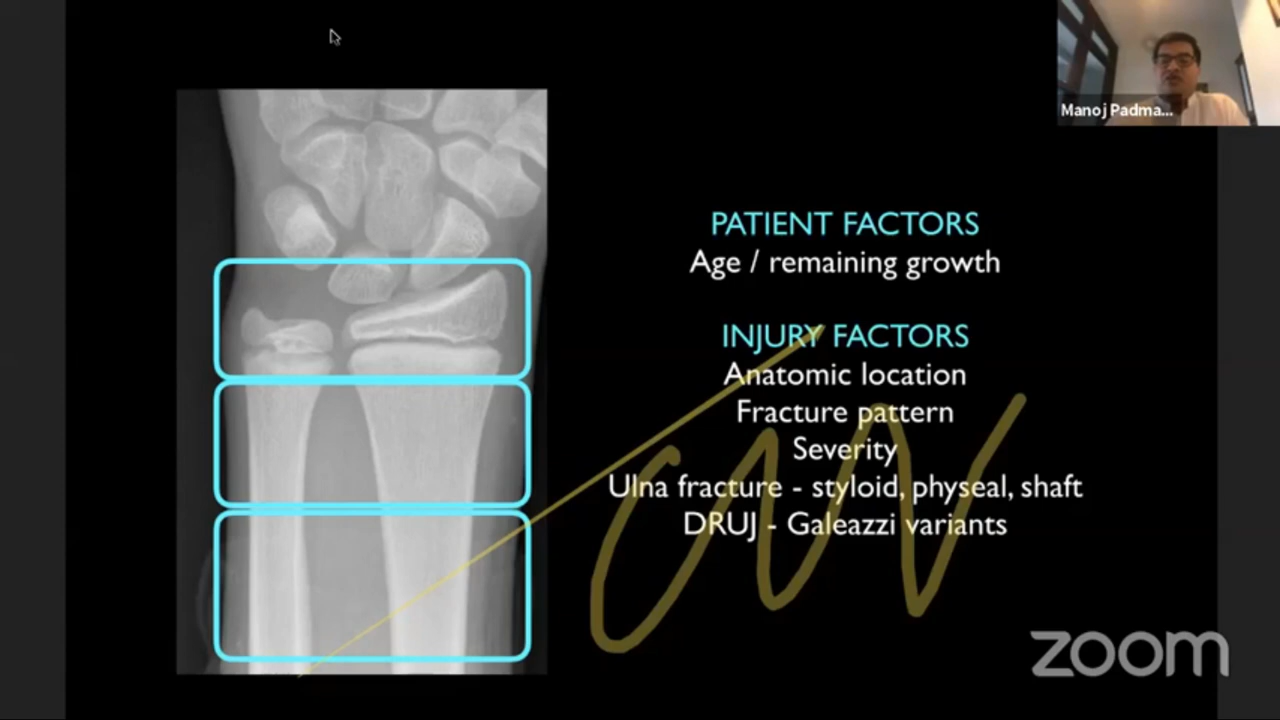 Manoj Padma...
PATIENT FACTORS
Age / remaining growth
INJURY FACTORS
Anatomic location
Fracture pattern
Severity
Ulna fracture - styloid, physeal, shaft
DRUJ - Galeazzi variants
zoom